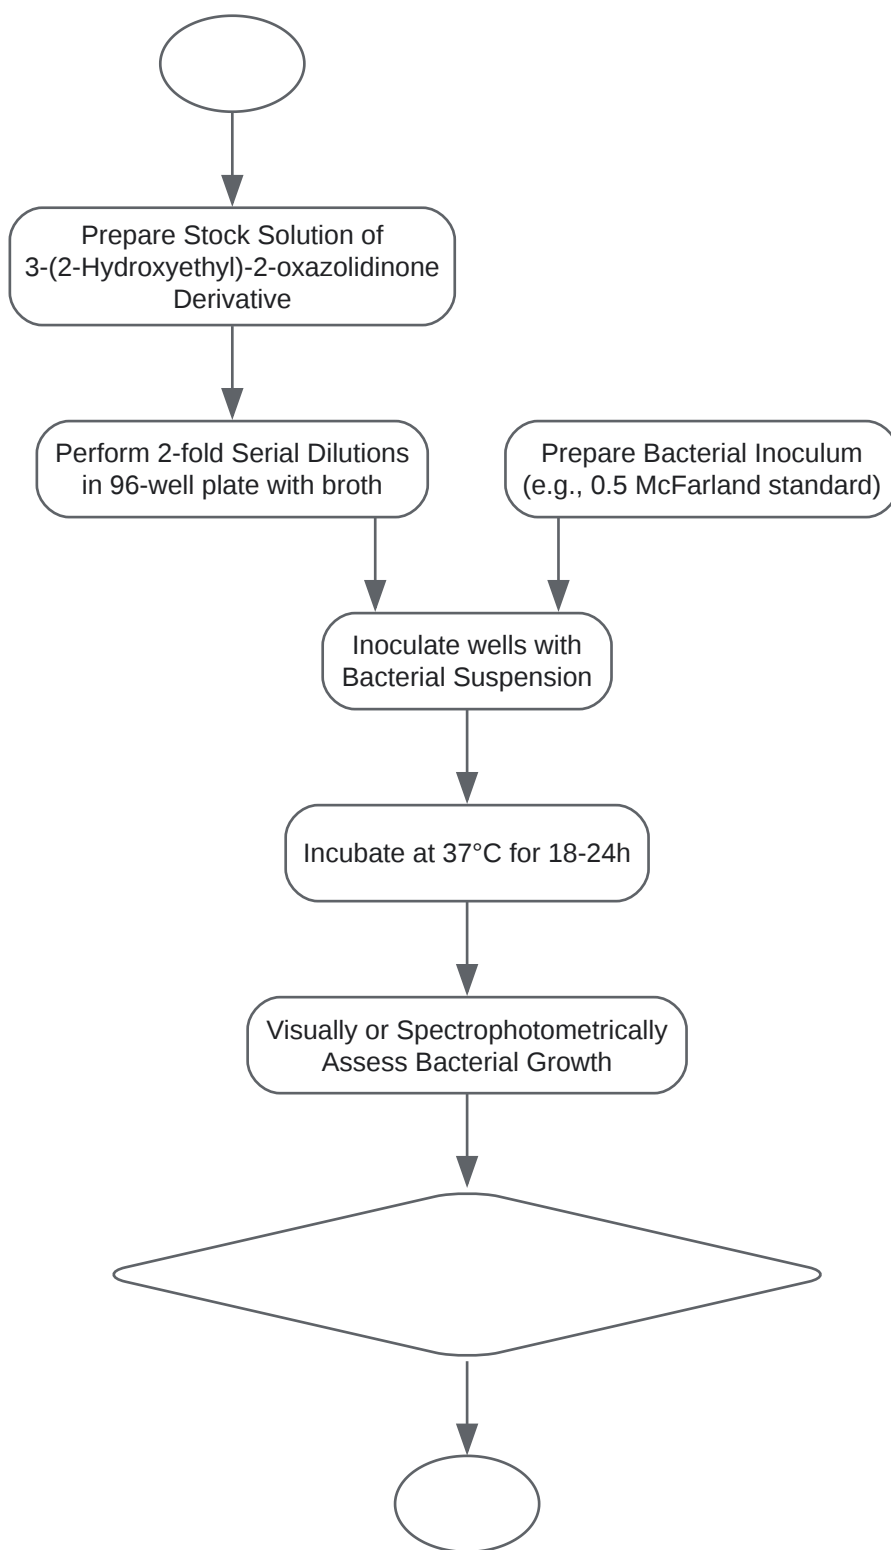 Prepare Stock Solution of
3-(2-Hydroxyethyl)-2-oxazolidinone
Derivative
Perform 2-fold Serial Dilutions
in 96-well plate with broth
Prepare Bacterial Inoculum
(e.g., 0.5 McFarland standard)
Inoculate wells with
Bacterial Suspension
Incubate at 37°C for 18-24h
Visually or Spectrophotometrically
Assess Bacterial Growth